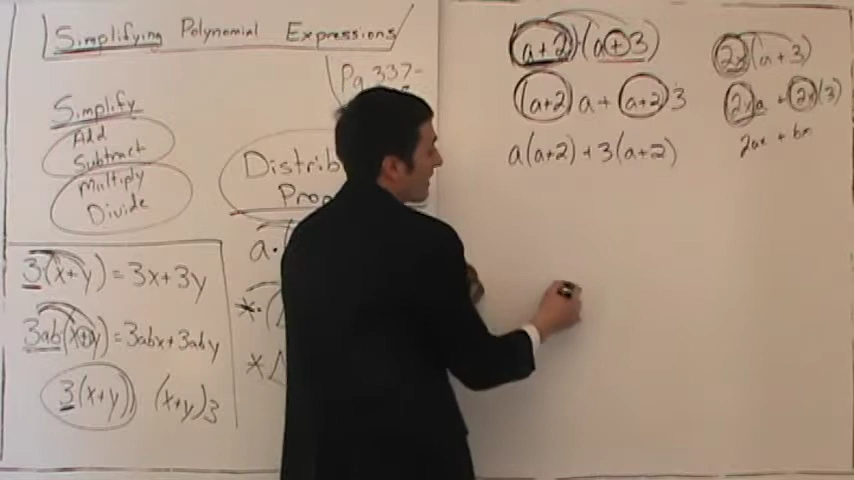 Simplifying Polynomial Expressions
Pg 337-
Simplify
Add
Subtract
Multiply
Divide
Distrib
Prop
a·
3(x+y)=3x+3y
3ab(x+y)=3abx+3aby
3(x+y) (x+y)3
(a+2)·(a+3)
(a+2)a+(a+2)3
a(a+2)+3(a+2)
2x(a+3)
2xa+2x(3)
2ax+6x